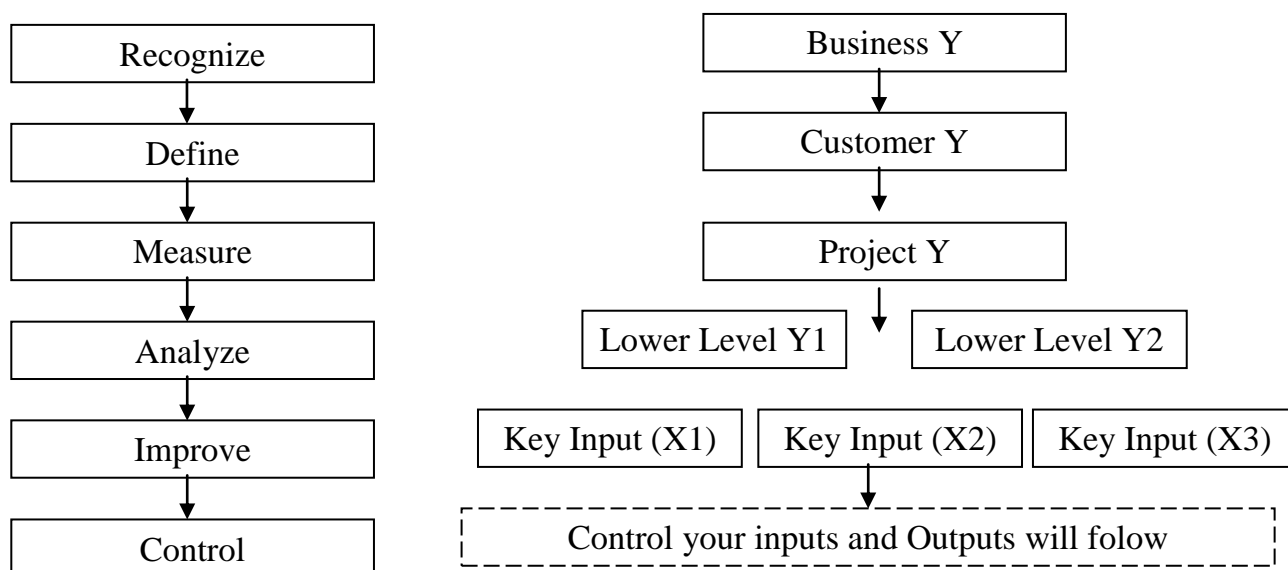 Recognize
Define
Measure
Analyze
Improve
Control
Business Y
Customer Y
Project Y
Lower Level Y1
Lower Level Y2
Key Input (X1)
Key Input (X2)
Key Input (X3)
Control your inputs and Outputs will folow